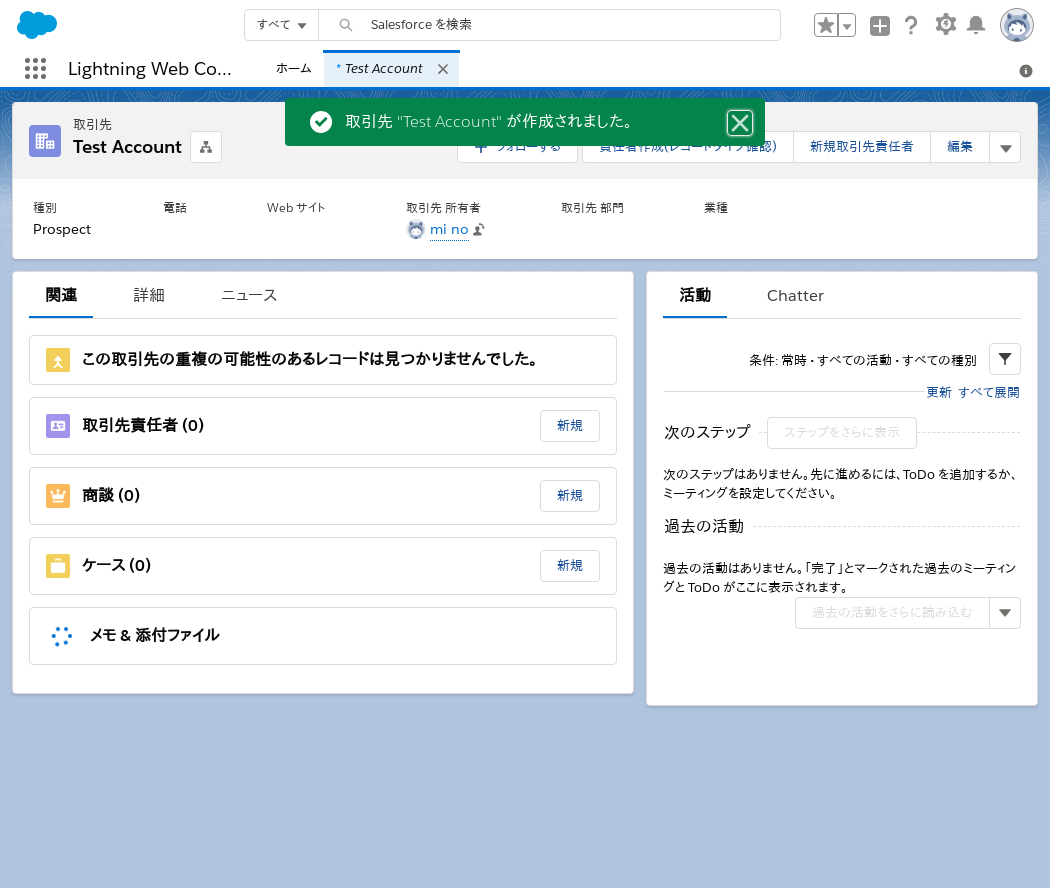 すべて
Salesforce を検索
Lightning Web Co...
ホーム
* Test Account
取引先 "Test Account" が作成されました。
取引先
Test Account
フォローする
責任者作成(レコードタイプ確認)
新規取引先責任者
編集
種別
電話
Web サイト
取引先 所有者
取引先 部門
業種
Prospect
mi no
関連
詳細
ニュース
この取引先の重複の可能性のあるレコードは見つかりませんでした。
取引先責任者 (0)
新規
商談 (0)
新規
ケース (0)
新規
メモ & 添付ファイル
活動
Chatter
条件: 常時 • すべての活動 • すべての種別
更新 すべて展開
次のステップ
ステップをさらに表示
次のステップはありません。先に進めるには、ToDo を追加するか、
ミーティングを設定してください。
過去の活動
過去の活動はありません。「完了」とマークされた過去のミーティン
グと ToDo がここに表示されます。
過去の活動をさらに読み込む